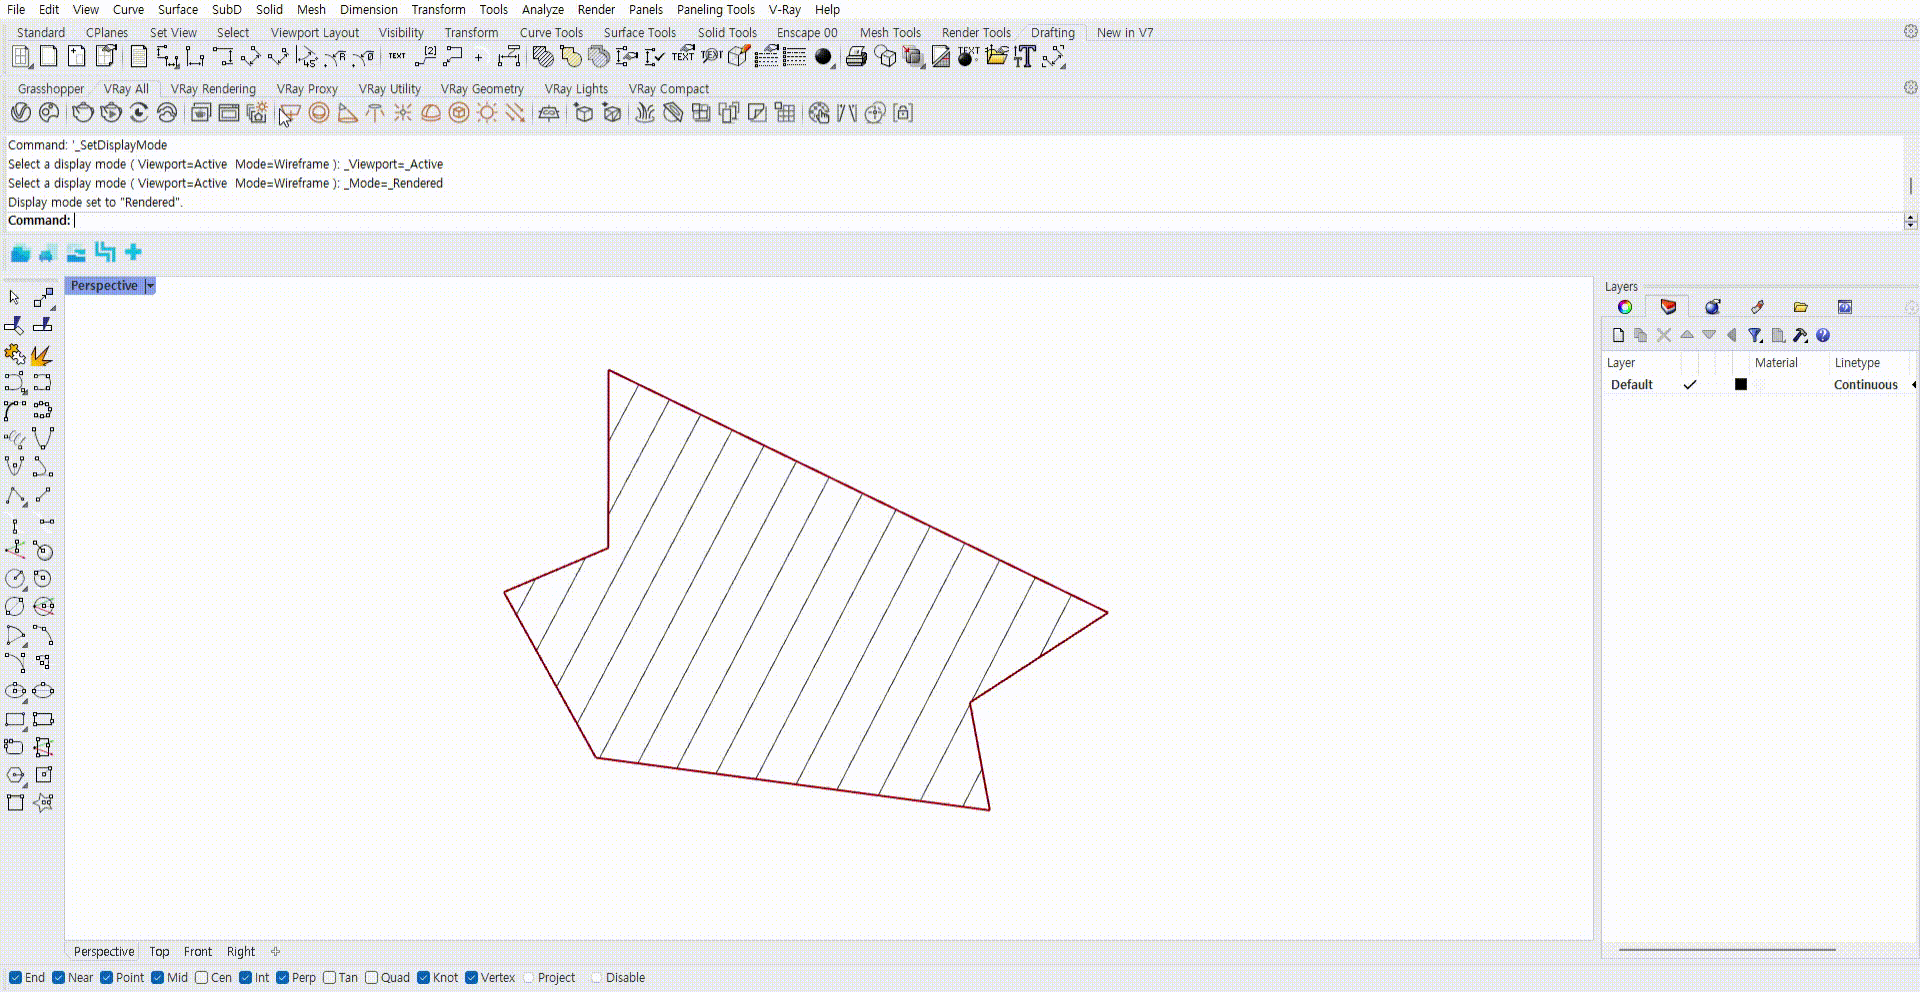 File Edit View Curve Surface SubD Solid Mesh Dimension Transform Tools Analyze Render Panels Paneling Tools V-Ray Help
Standard CPlanes Set View Select Viewport Layout Visibility Transform Curve Tools Surface Tools Solid Tools Enscape 00 Mesh Tools Render Tools Drafting New in V7
Grasshopper VRay All VRay Rendering VRay Proxy VRay Utility VRay Geometry VRay Lights VRay Compact
Command: '_SetDisplayMode
Select a display mode ( Viewport=Active Mode=Wireframe ): _Viewport=_Active
Select a display mode ( Viewport=Active Mode=Wireframe ): _Mode=_Rendered
Display mode set to "Rendered".
Command:
Perspective
Layers
Layer Material Linetype
Default Continuous
Perspective Top Front Right
End Near Point Mid Cen Int Perp Tan Quad Knot Vertex Project Disable